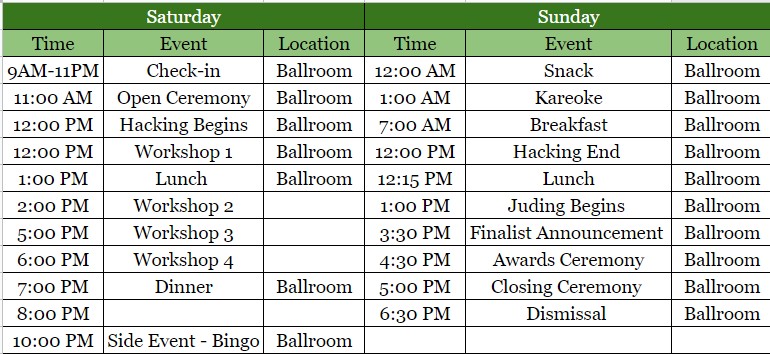 Saturday Sunday
Time Event Location Time Event Location
9AM-11PM Check-in Ballroom 12:00 AM Snack Ballroom
11:00 AM Open Ceremony Ballroom 1:00 AM Kareoke Ballroom
12:00 PM Hacking Begins Ballroom 7:00 AM Breakfast Ballroom
12:00 PM Workshop 1 Ballroom 12:00 PM Hacking End Ballroom
1:00 PM Lunch Ballroom 12:15 PM Lunch Ballroom
2:00 PM Workshop 2 1:00 PM Juding Begins Ballroom
5:00 PM Workshop 3 3:30 PM Finalist Announcement Ballroom
6:00 PM Workshop 4 4:30 PM Awards Ceremony Ballroom
7:00 PM Dinner Ballroom 5:00 PM Closing Ceremony Ballroom
8:00 PM 6:30 PM Dismissal Ballroom
10:00 PM Side Event - Bingo Ballroom